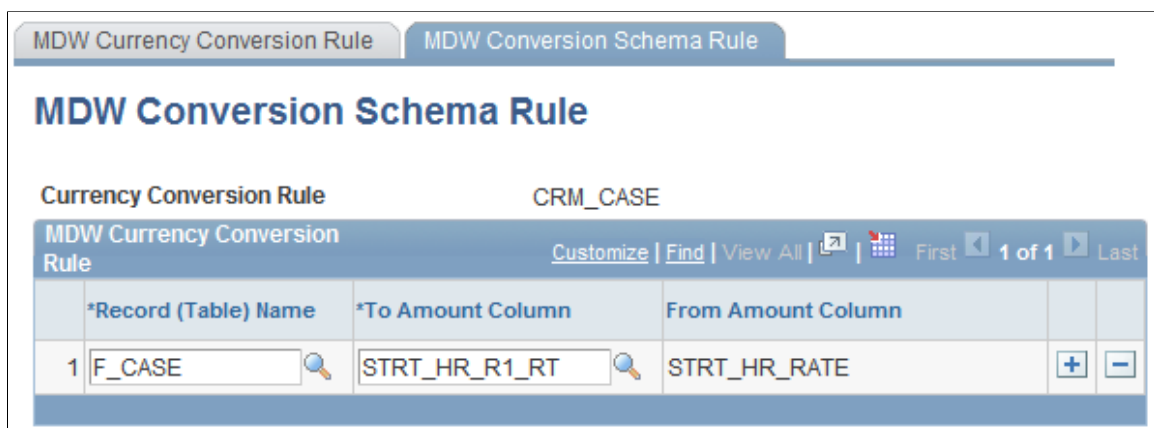 MDW Currency Conversion Rule MDW Conversion Schema Rule
MDW Conversion Schema Rule
Currency Conversion Rule CRM_CASE
MDW Currency Conversion
Rule
Customize | Find | View All | | First 1 of 1 Last
*Record (Table) Name *To Amount Column From Amount Column
1 F_CASE STRT_HR_R1_RT STRT_HR_RATE + −